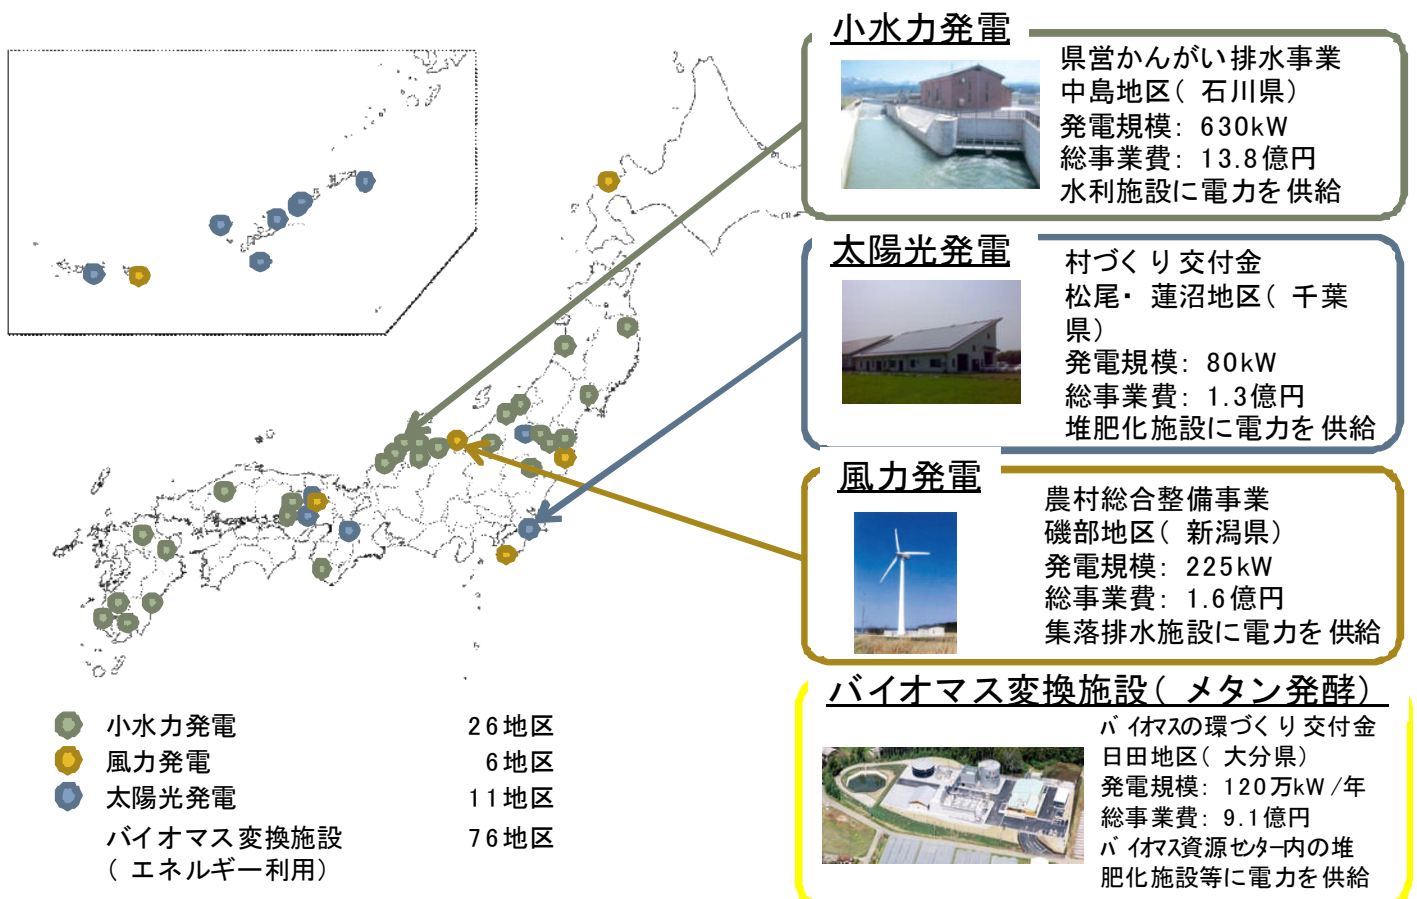 小水力発電
県営かんがい排水事業
中島地区(石川県)
発電規模: 630kW
総事業費: 13.8億円
水利施設に電力を供給
太陽光発電
村づくり交付金
松尾・蓮沼地区(千葉
県)
発電規模: 80kW
総事業費: 1.3億円
堆肥化施設に電力を供給
風力発電
農村総合整備事業
磯部地区(新潟県)
発電規模: 225kW
総事業費: 1.6億円
集落排水施設に電力を供給
バイオマス変換施設(メタン発酵)
バイオマスの環づくり交付金
日田地区(大分県)
発電規模: 120万kW/年
総事業費: 9.1億円
バイオマス資源センター内の堆
肥化施設等に電力を供給
小水力発電 26地区
風力発電 6地区
太陽光発電 11地区
バイオマス変換施設 76地区
(エネルギー利用)